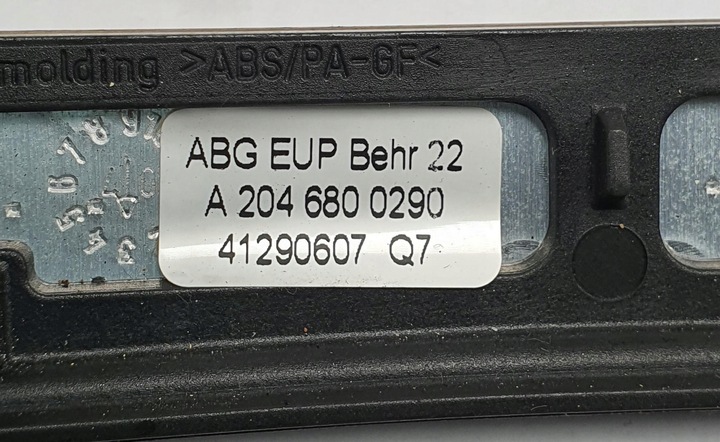 molding >ABS/PA-GF<
ABG EUP Behr 22
A 204 680 0290
41290607 Q7